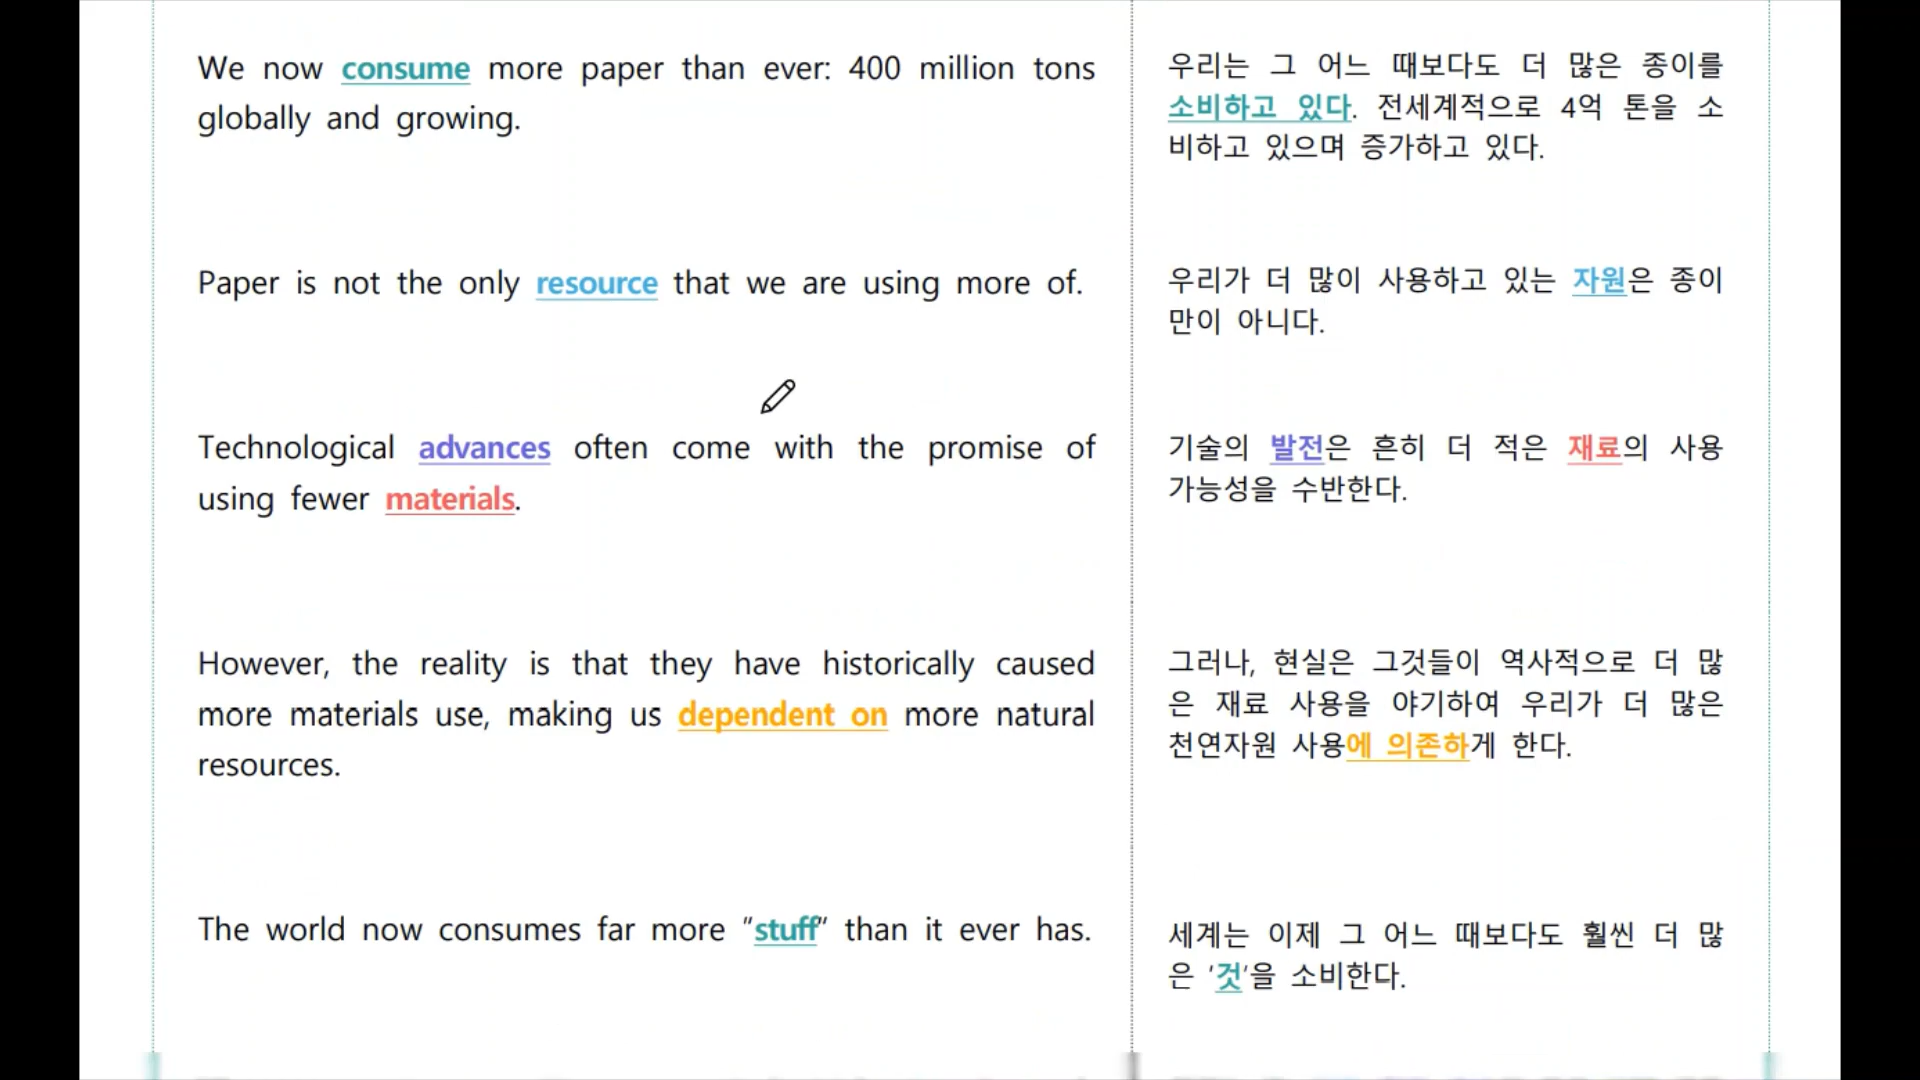 We now consume more paper than ever: 400 million tons
globally and growing.
우리는 그 어느 때보다도 더 많은 종이를
소비하고 있다. 전세계적으로 4억 톤을 소
비하고 있으며 증가하고 있다.
Paper is not the only resource that we are using more of.
우리가 더 많이 사용하고 있는 자원은 종이
만이 아니다.
Technological advances often come with the promise of
using fewer materials.
기술의 발전은 흔히 더 적은 재료의 사용
가능성을 수반한다.
However, the reality is that they have historically caused
more materials use, making us dependent on more natural
resources.
그러나, 현실은 그것들이 역사적으로 더 많
은 재료 사용을 야기하여 우리가 더 많은
천연자원 사용에 의존하게 한다.
The world now consumes far more "stuff" than it ever has.
세계는 이제 그 어느 때보다도 훨씬 더 많
은 '것'을 소비한다.